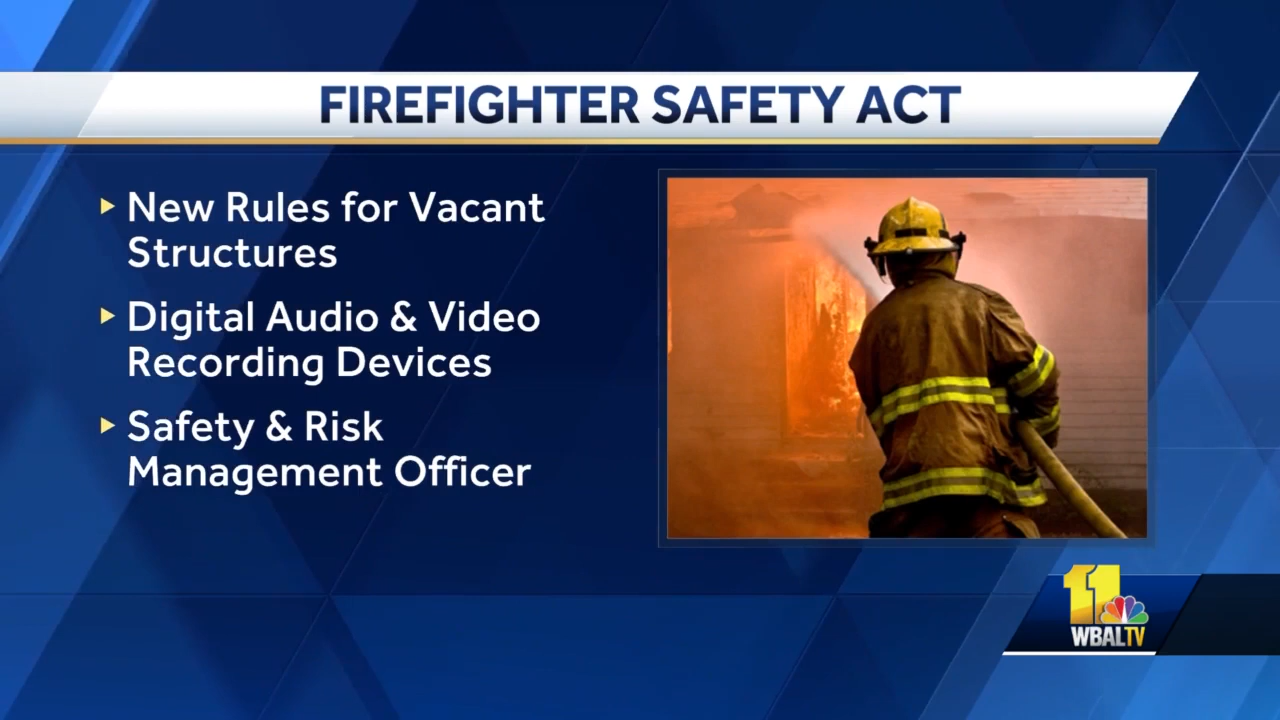 FIREFIGHTER SAFETY ACT
New Rules for Vacant
Structures
Digital Audio & Video
Recording Devices
Safety & Risk
Management Officer
11
WBALTV